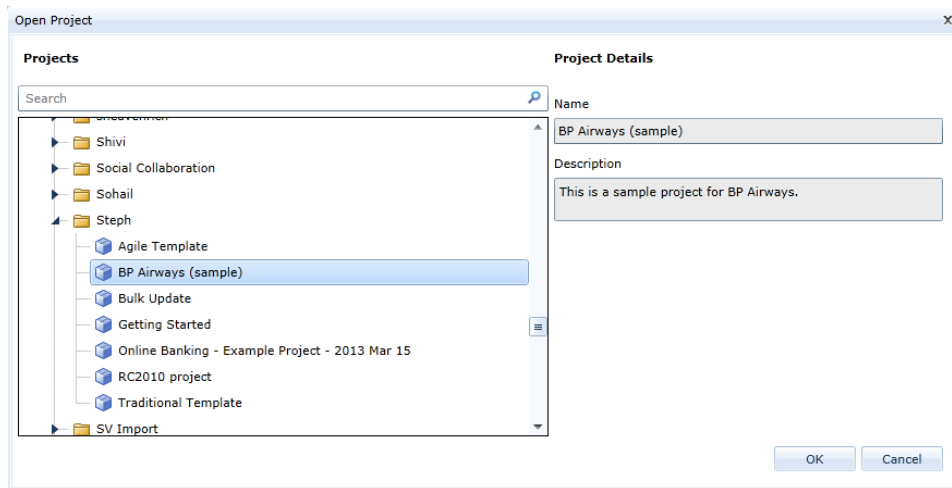 Open Project
X
Projects
Project Details
Search
Name
BP Airways (sample)
Description
This is a sample project for BP Airways.
Shivi
Social Collaboration
Sohail
Steph
Agile Template
BP Airways (sample)
Bulk Update
Getting Started
Online Banking - Example Project - 2013 Mar 15
RC2010 project
Traditional Template
SV Import
OK
Cancel